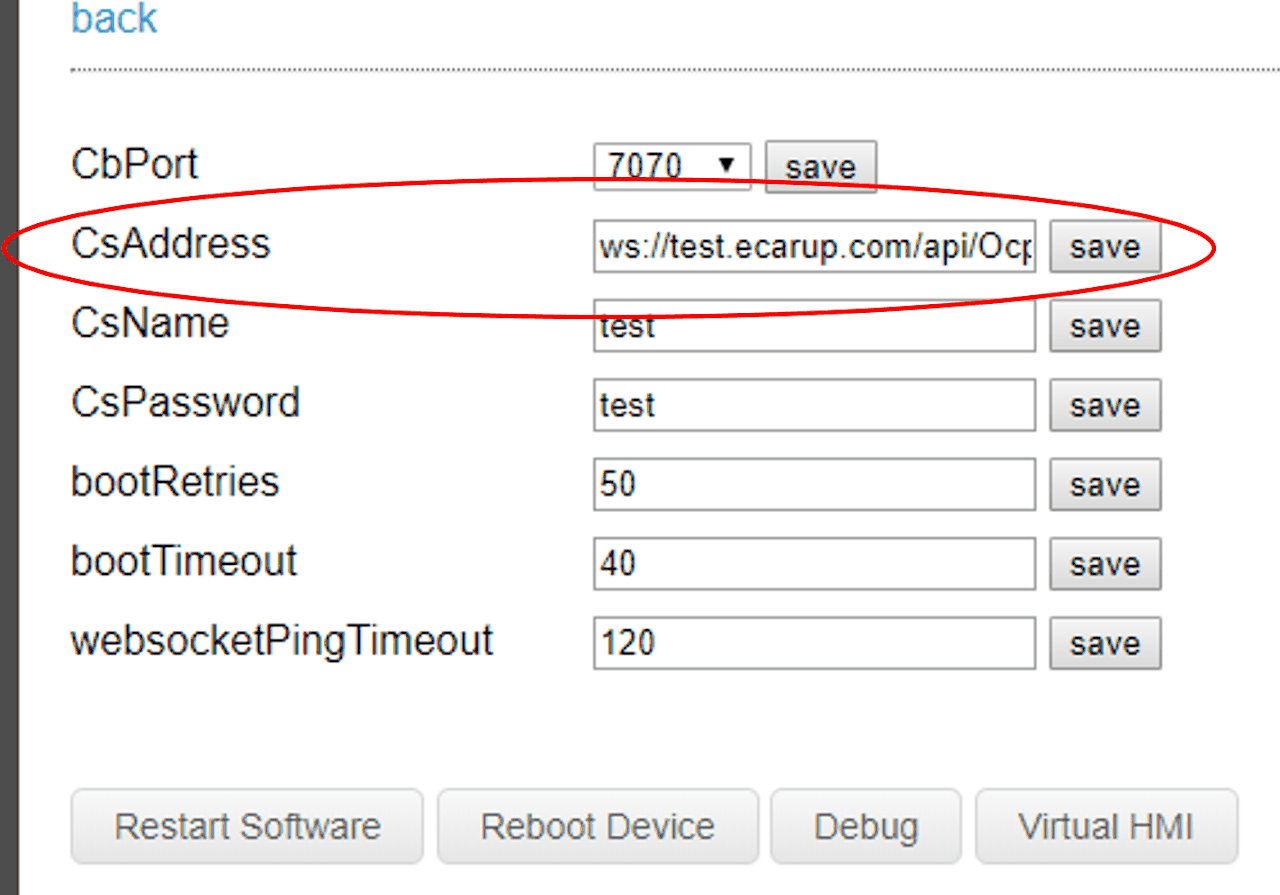 back
CbPort 7070 save
CsAddress ws://test.ecarup.com/api/Ocp save
CsName test save
CsPassword test save
bootRetries 50 save
bootTimeout 40 save
websocketPingTimeout 120 save
Restart Software Reboot Device Debug Virtual HMI